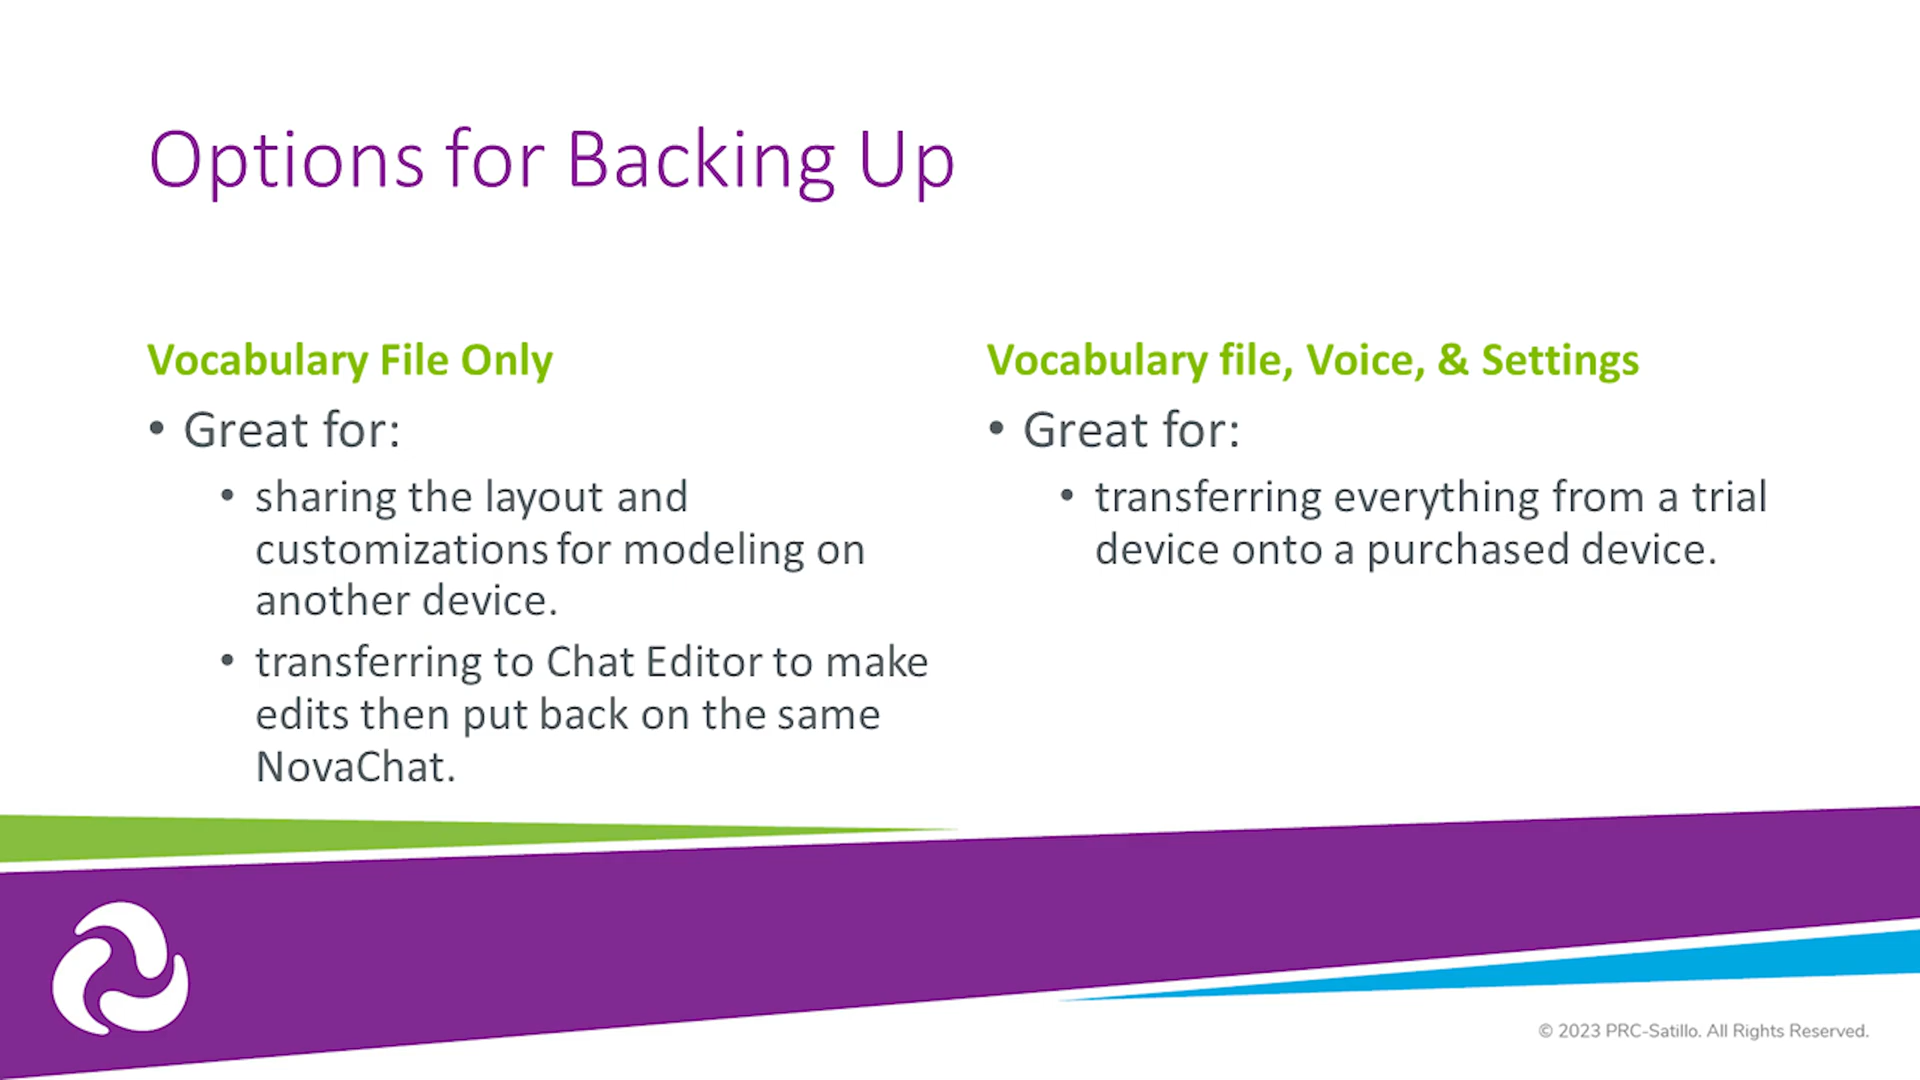 Options for Backing Up
Vocabulary File Only
• Great for:
• sharing the layout and
customizations for modeling on
another device.
• transferring to Chat Editor to make
edits then put back on the same
NovaChat.
Vocabulary file, Voice, & Settings
• Great for:
• transferring everything from a trial
device onto a purchased device.
© 2023 PRC-Satillo. All Rights Reserved.